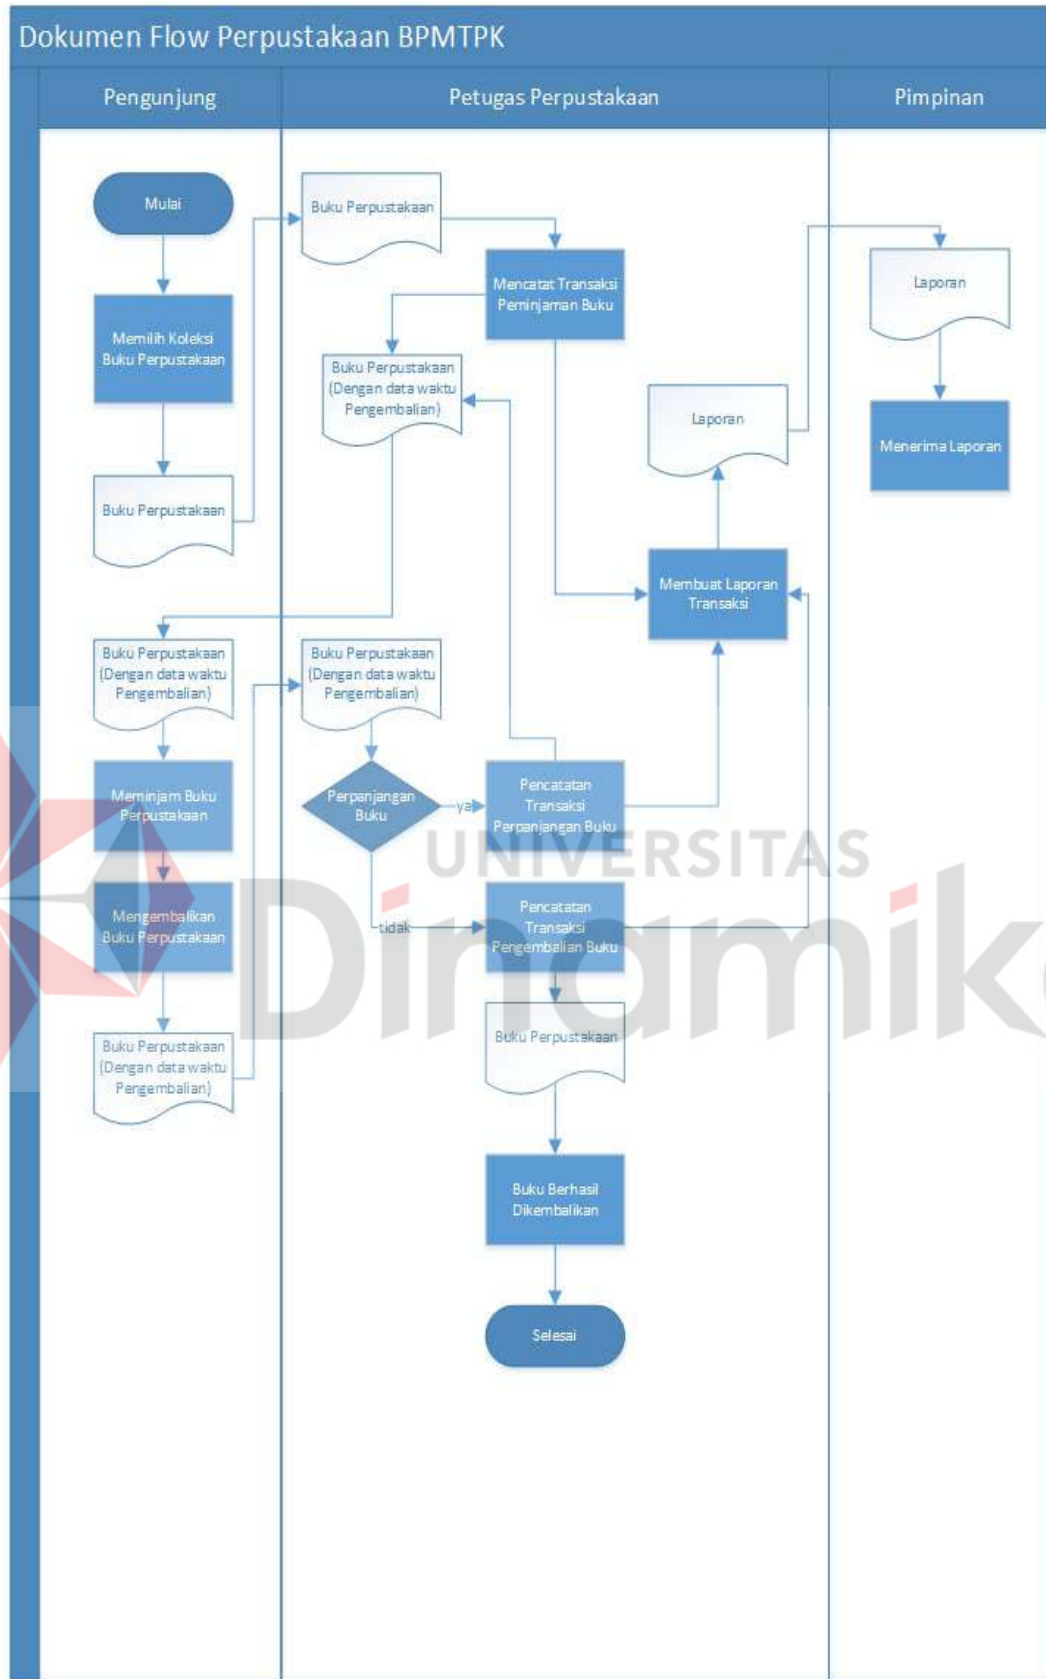 Dokumen Flow Perpustakaan BPMTPK
Pengunjung
Petugas Perpustakaan
Pimpinan
Mulai
Memilih Koleksi
Buku Perpustakaan
Buku Perpustakaan
Buku Perpustakaan
(Dengan data waktu
Pengembalian)
Meminjam Buku
Perpustakaan
Mengembalikan
Buku Perpustakaan
Buku Perpustakaan
(Dengan data waktu
Pengembalian)
Buku Perpustakaan
Mencatat Transaksi
Peminjaman Buku
Buku Perpustakaan
(Dengan data waktu
Pengembalian)
Laporan
Membuat Laporan
Transaksi
Buku Perpustakaan
(Dengan data waktu
Pengembalian)
Perpanjangan
Buku
ya
Pencatatan
Transaksi
Perpanjangan Buku
tidak
Pencatatan
Transaksi
Pengembalian Buku
Buku Perpustakaan
Buku Berhasil
Dikembalikan
Selesai
Laporan
Menerima Laporan
UNIVERSITAS
Dinamik